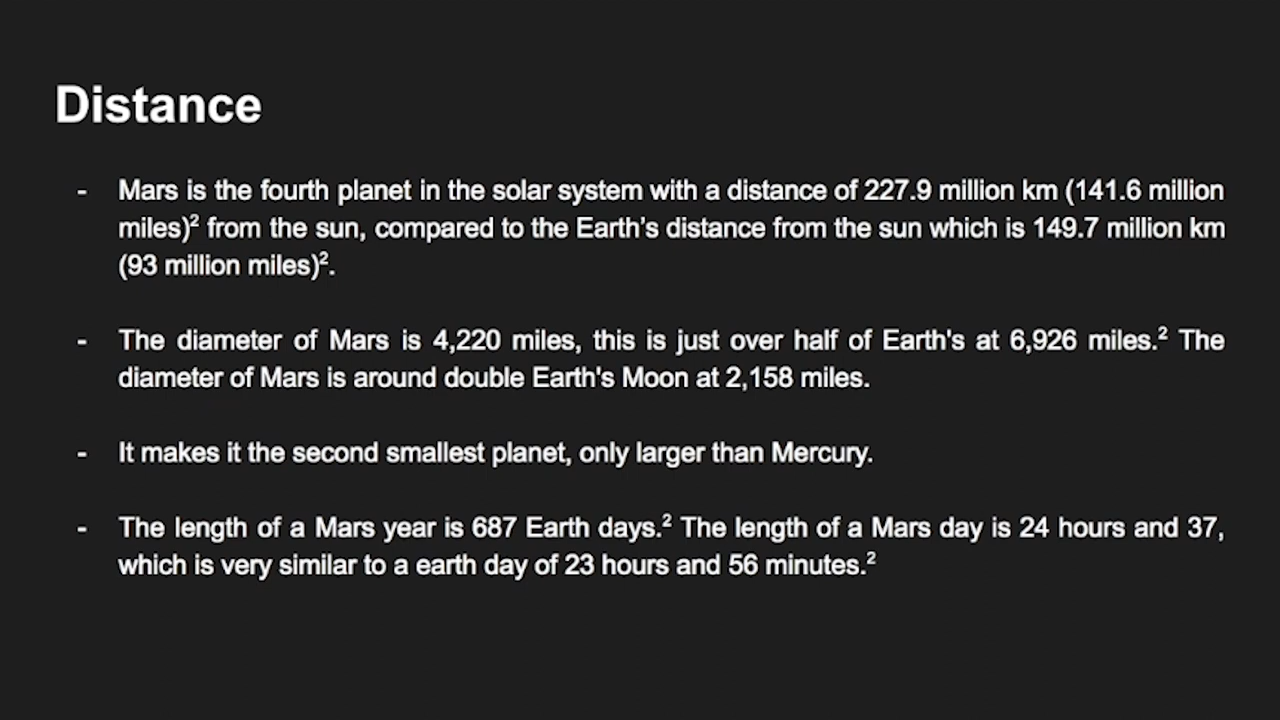 Distance
- Mars is the fourth planet in the solar system with a distance of 227.9 million km (141.6 million
miles)² from the sun, compared to the Earth’s distance from the sun which is 149.7 million km
(93 million miles)².
- The diameter of Mars is 4,220 miles, this is just over half of Earth's at 6,926 miles.² The
diameter of Mars is around double Earth's Moon at 2,158 miles.
- It makes it the second smallest planet, only larger than Mercury.
- The length of a Mars year is 687 Earth days.² The length of a Mars day is 24 hours and 37,
which is very similar to a earth day of 23 hours and 56 minutes.²